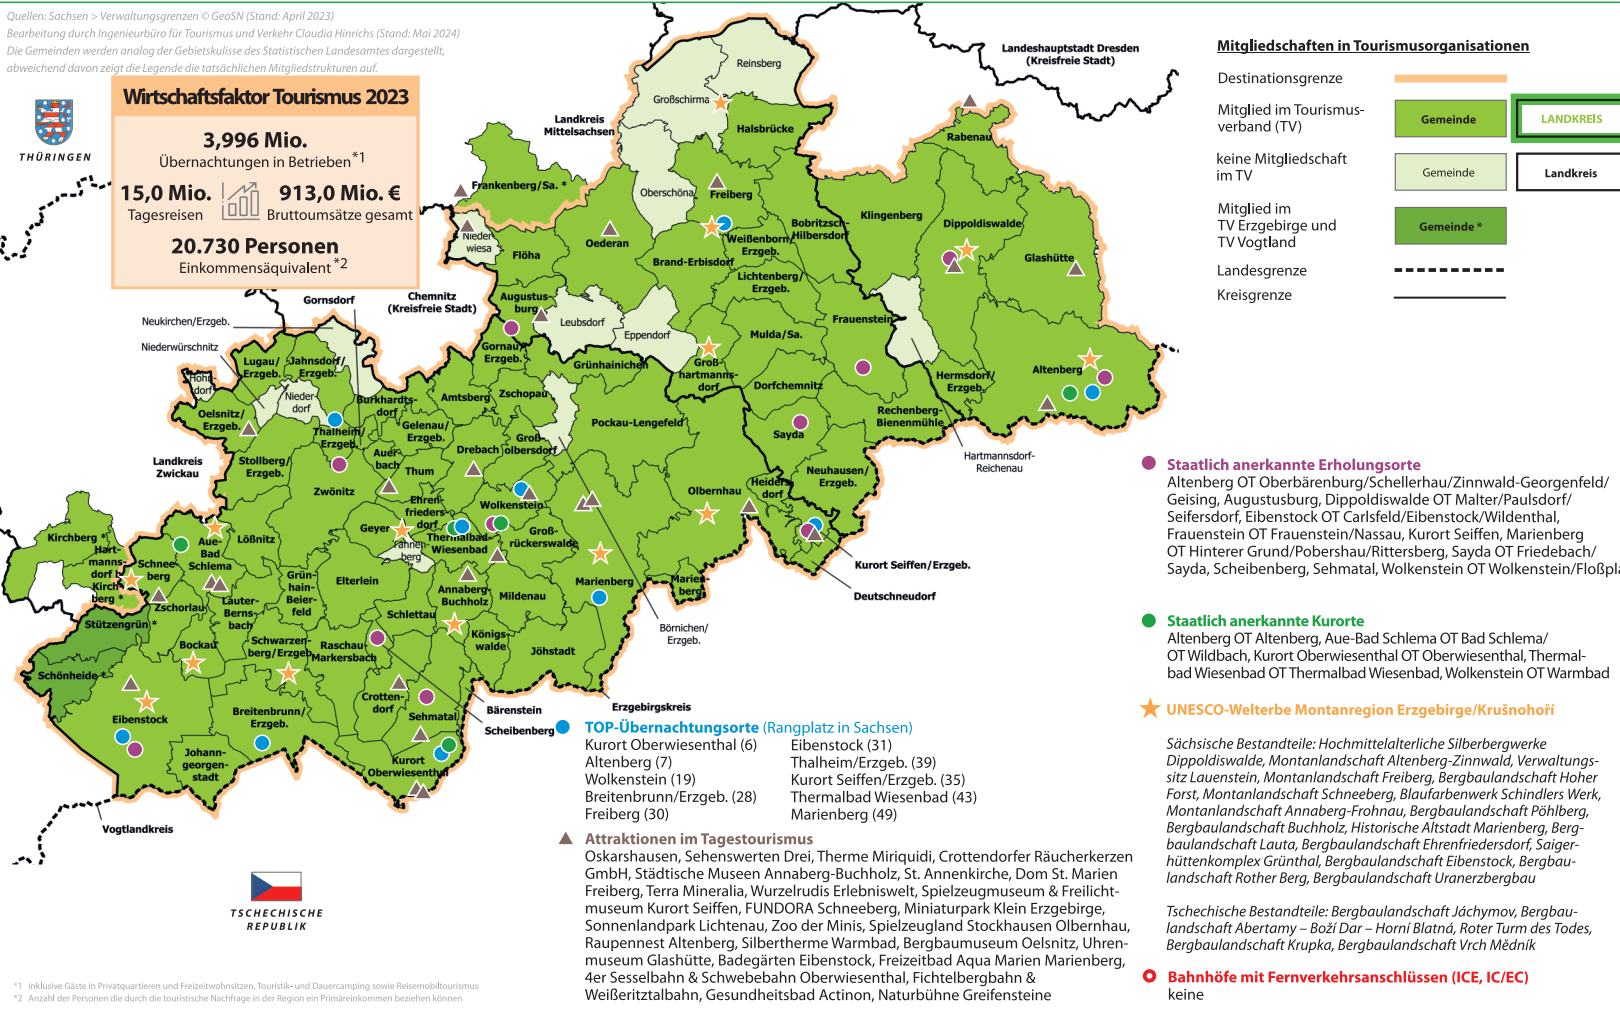 Quellen: Sachsen > Verwaltungsgrenzen © GeoSN (Stand: April 2023)
Bearbeitung durch Ingenieurbüro für Tourismus und Verkehr Claudia Hinrichs (Stand: Mai 2024)
Die Gemeinden werden analog der Gebietskulisse des Statistischen Landesamtes dargestellt,
abweichend davon zeigt die Legende die tatsächlichen Mitgliedstrukturen auf.
THÜRINGEN
Wirtschaftsfaktor Tourismus 2023
3,996 Mio.
Übernachtungen in Betrieben*1
15,0 Mio.
Tagesreisen
913,0 Mio. €
Bruttoumsätze gesamt
20.730 Personen
Einkommensäquivalent*2
Landeshauptstadt Dresden
(Kreisfreie Stadt)
Landkreis
Mittelsachsen
Chemnitz
(Kreisfreie Stadt)
Landkreis
Zwickau
Vogtlandkreis
Erzgebirgskreis
Reinsberg
Großschirma
Halsbrücke
Rabenau
Frankenberg/Sa. *
Oberschöna
Freiberg
Klingenberg
Dippoldiswalde
Bobritzsch-
Hilbersdorf
Nieder
wiesa
Oederan
Weißenborn/
Erzgeb.
Flöha
Brand-Erbisdorf
Glashütte
Lichtenberg/
Erzgeb.
Augustus-
burg
Gornsdorf
Neukirchen/Erzgeb.
Niederwürschnitz
Leubsdorf
Eppendorf
Mulda/Sa.
Frauenstein
Gornau/
Erzgeb.
Grünhainichen
Groß-
hartmanns-
dorf
Lugau/
Erzgeb.
Jahnsdorf/
Erzgeb.
Hohn-
dorf
Nieder-
dorf
Dorfchemnitz
Hermsdorf/
Erzgeb.
Altenberg
Burkhardts-
dorf
Amtsberg
Zschopau
Oelsnitz/
Erzgeb.
Rechenberg-
Bienenmühle
Pockau-Lengefeld
Thalheim/
Erzgeb.
Gelenau/
Erzgeb.
Sayda
Groß-
olbersdorf
Drebach
Stollberg/
Erzgeb.
Auer-
bach
Thum
Hartmannsdorf-
Reichenau
Neuhausen/
Erzgeb.
Zwönitz
Olbernhau
Heiders
dorf
Ehren-
frieders-
dorf
Wolkenstein
Geyer
Groß-
rückerswalde
Thermalbad-
Wiesenbad
Tannen-
berg
Kirchberg *
Hart-
manns-
dorf b.
Kirch-
berg *
Aue-
Bad
Schlema
Lößnitz
Schnee-
berg
Kurort Seiffen/Erzgeb.
Deutschneudorf
Grün-
hain-
Beier-
feld
Elterlein
Annaberg-
Buchholz
Mildenau
Marienberg
Marien-
berg
Zschorlau
Lauter-
Berns-
bach
Schlettau
Stützengrün *
Börnichen/
Erzgeb.
Bockau
Schwarzen-
berg/Erzgeb.
Raschau-
Markersbach
Königs-
walde
Jöhstadt
Schönheide *
Crotten-
dorf
Sehmatal
Bärenstein
Scheibenberg
Eibenstock
Breitenbrunn/
Erzgeb.
Johann-
georgen-
stadt
Kurort
Oberwiesenthal
TSCHECHISCHE
REPUBLIK
Mitgliedschaften in Tourismusorganisationen
Destinationsgrenze
Mitglied im Tourismus-
verband (TV)
Gemeinde
LANDKREIS
keine Mitgliedschaft
im TV
Gemeinde
Landkreis
Mitglied im
TV Erzgebirge und
TV Vogtland
Gemeinde *
Landesgrenze
Kreisgrenze
Staatlich anerkannte Erholungsorte
Altenberg OT Oberbärenburg/Schellerhau/Zinnwald-Georgenfeld/
Geising, Augustusburg, Dippoldiswalde OT Malter/Paulsdorf/
Seifersdorf, Eibenstock OT Carlsfeld/Eibenstock/Wildenthal,
Frauenstein OT Frauenstein/Nassau, Kurort Seiffen, Marienberg
OT Hinterer Grund/Pobershau/Rittersberg, Sayda OT Friedebach/
Sayda, Scheibenberg, Sehmatal, Wolkenstein OT Wolkenstein/Floßpla
Staatlich anerkannte Kurorte
Altenberg OT Altenberg, Aue-Bad Schlema OT Bad Schlema/
OT Wildbach, Kurort Oberwiesenthal OT Oberwiesenthal, Thermal-
bad Wiesenbad OT Thermalbad Wiesenbad, Wolkenstein OT Warmbad
UNESCO-Welterbe Montanregion Erzgebirge/Krušnohoří
Sächsische Bestandteile: Hochmittelalterliche Silberbergwerke
Dippoldiswalde, Montanlandschaft Altenberg-Zinnwald, Verwaltungs-
sitz Lauenstein, Montanlandschaft Freiberg, Bergbaulandschaft Hoher
Forst, Montanlandschaft Schneeberg, Blaufarbenwerk Schindlers Werk,
Montanlandschaft Annaberg-Frohnau, Bergbaulandschaft Pöhlberg,
Bergbaulandschaft Buchholz, Historische Altstadt Marienberg, Berg-
baulandschaft Lauta, Bergbaulandschaft Ehrenfriedersdorf, Saiger-
hüttenkomplex Grünthal, Bergbaulandschaft Eibenstock, Bergbau-
landschaft Rother Berg, Bergbaulandschaft Uranerzbergbau
Tschechische Bestandteile: Bergbaulandschaft Jáchymov, Bergbau-
landschaft Abertamy – Boží Dar – Horní Blatná, Roter Turm des Todes,
Bergbaulandschaft Krupka, Bergbaulandschaft Vrch Mědník
Bahnhöfe mit Fernverkehrsanschlüssen (ICE, IC/EC)
keine
TOP-Übernachtungsorte (Rangplatz in Sachsen)
Kurort Oberwiesenthal (6)
Altenberg (7)
Wolkenstein (19)
Breitenbrunn/Erzgeb. (28)
Freiberg (30)
Eibenstock (31)
Thalheim/Erzgeb. (39)
Kurort Seiffen/Erzgeb. (35)
Thermalbad Wiesenbad (43)
Marienberg (49)
Attraktionen im Tagestourismus
Oskarshausen, Sehenswerten Drei, Therme Miriquidi, Crottendorfer Räucherkerzen
GmbH, Städtische Museen Annaberg-Buchholz, St. Annenkirche, Dom St. Marien
Freiberg, Terra Mineralia, Wurzelrudis Erlebniswelt, Spielzeugmuseum & Freilicht-
museum Kurort Seiffen, FUNDORA Schneeberg, Miniaturpark Klein Erzgebirge,
Sonnenlandpark Lichtenau, Zoo der Minis, Spielzeugland Stockhausen Olbernhau,
Raupennest Altenberg, Silbertherme Warmbad, Bergbaumuseum Oelsnitz, Uhren-
museum Glashütte, Badegärten Eibenstock, Freizeitbad Aqua Marien Marienberg,
4er Sesselbahn & Schwebebahn Oberwiesenthal, Fichtelbergbahn &
Weißeritztalbahn, Gesundheitsbad Actinon, Naturbühne Greifensteine
*1 inklusive Gäste in Privatquartieren und Freizeitwohnsitzen, Touristik- und Dauercamping sowie Reisemobiltourismus
*2 Anzahl der Personen die durch die touristische Nachfrage in der Region ein Primäreinkommen beziehen können